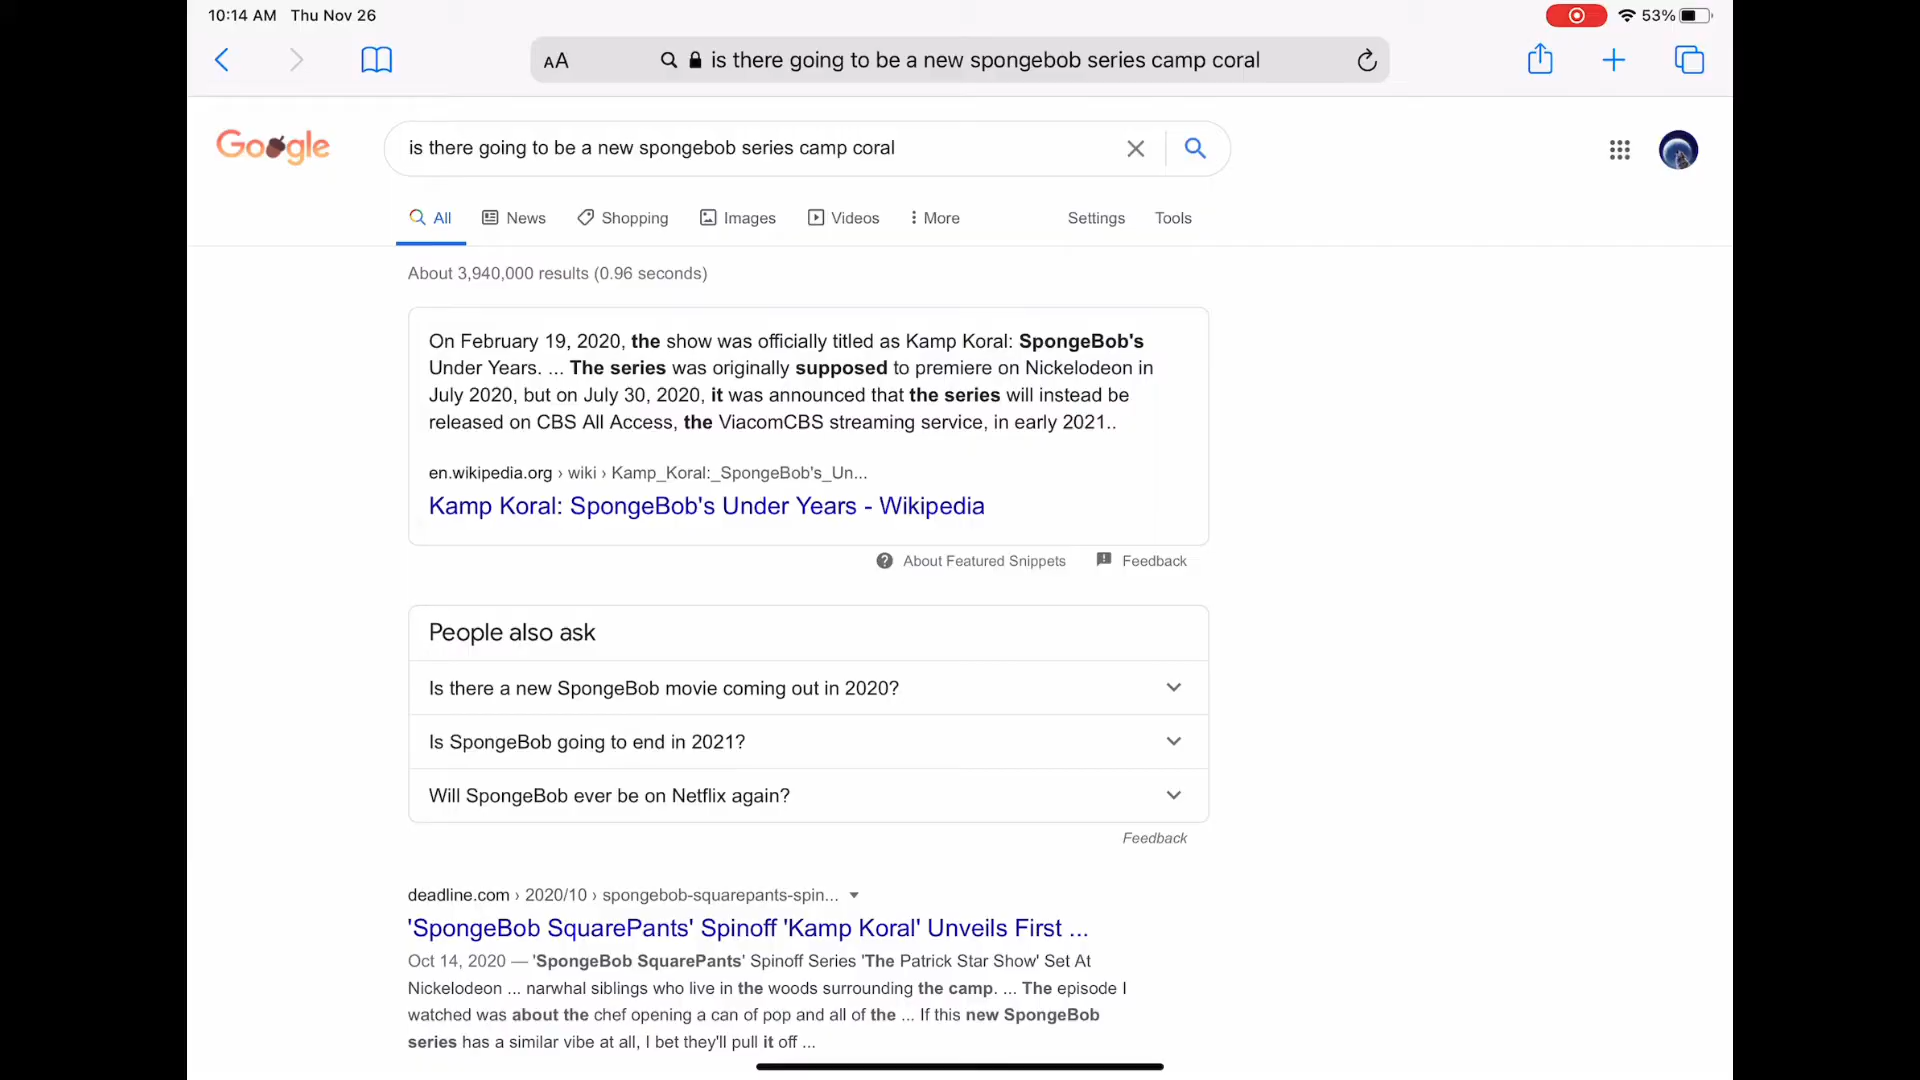 10:14 AM Thu Nov 26
53%
AA is there going to be a new spongebob series camp coral
Google
is there going to be a new spongebob series camp coral
All News Shopping Images Videos More Settings Tools
About 3,940,000 results (0.96 seconds)
On February 19, 2020, the show was officially titled as Kamp Koral: SpongeBob's
Under Years. ... The series was originally supposed to premiere on Nickelodeon in
July 2020, but on July 30, 2020, it was announced that the series will instead be
released on CBS All Access, the ViacomCBS streaming service, in early 2021..
en.wikipedia.org › wiki › Kamp_Koral:_SpongeBob's_Un...
Kamp Koral: SpongeBob's Under Years - Wikipedia
About Featured Snippets Feedback
People also ask
Is there a new SpongeBob movie coming out in 2020?
Is SpongeBob going to end in 2021?
Will SpongeBob ever be on Netflix again?
Feedback
deadline.com › 2020/10 › spongebob-squarepants-spin...
'SpongeBob SquarePants' Spinoff 'Kamp Koral' Unveils First ...
Oct 14, 2020 — 'SpongeBob SquarePants' Spinoff Series 'The Patrick Star Show' Set At
Nickelodeon ... narwhal siblings who live in the woods surrounding the camp. ... The episode I
watched was about the chef opening a can of pop and all of the ... If this new SpongeBob
series has a similar vibe at all, I bet they'll pull it off ...